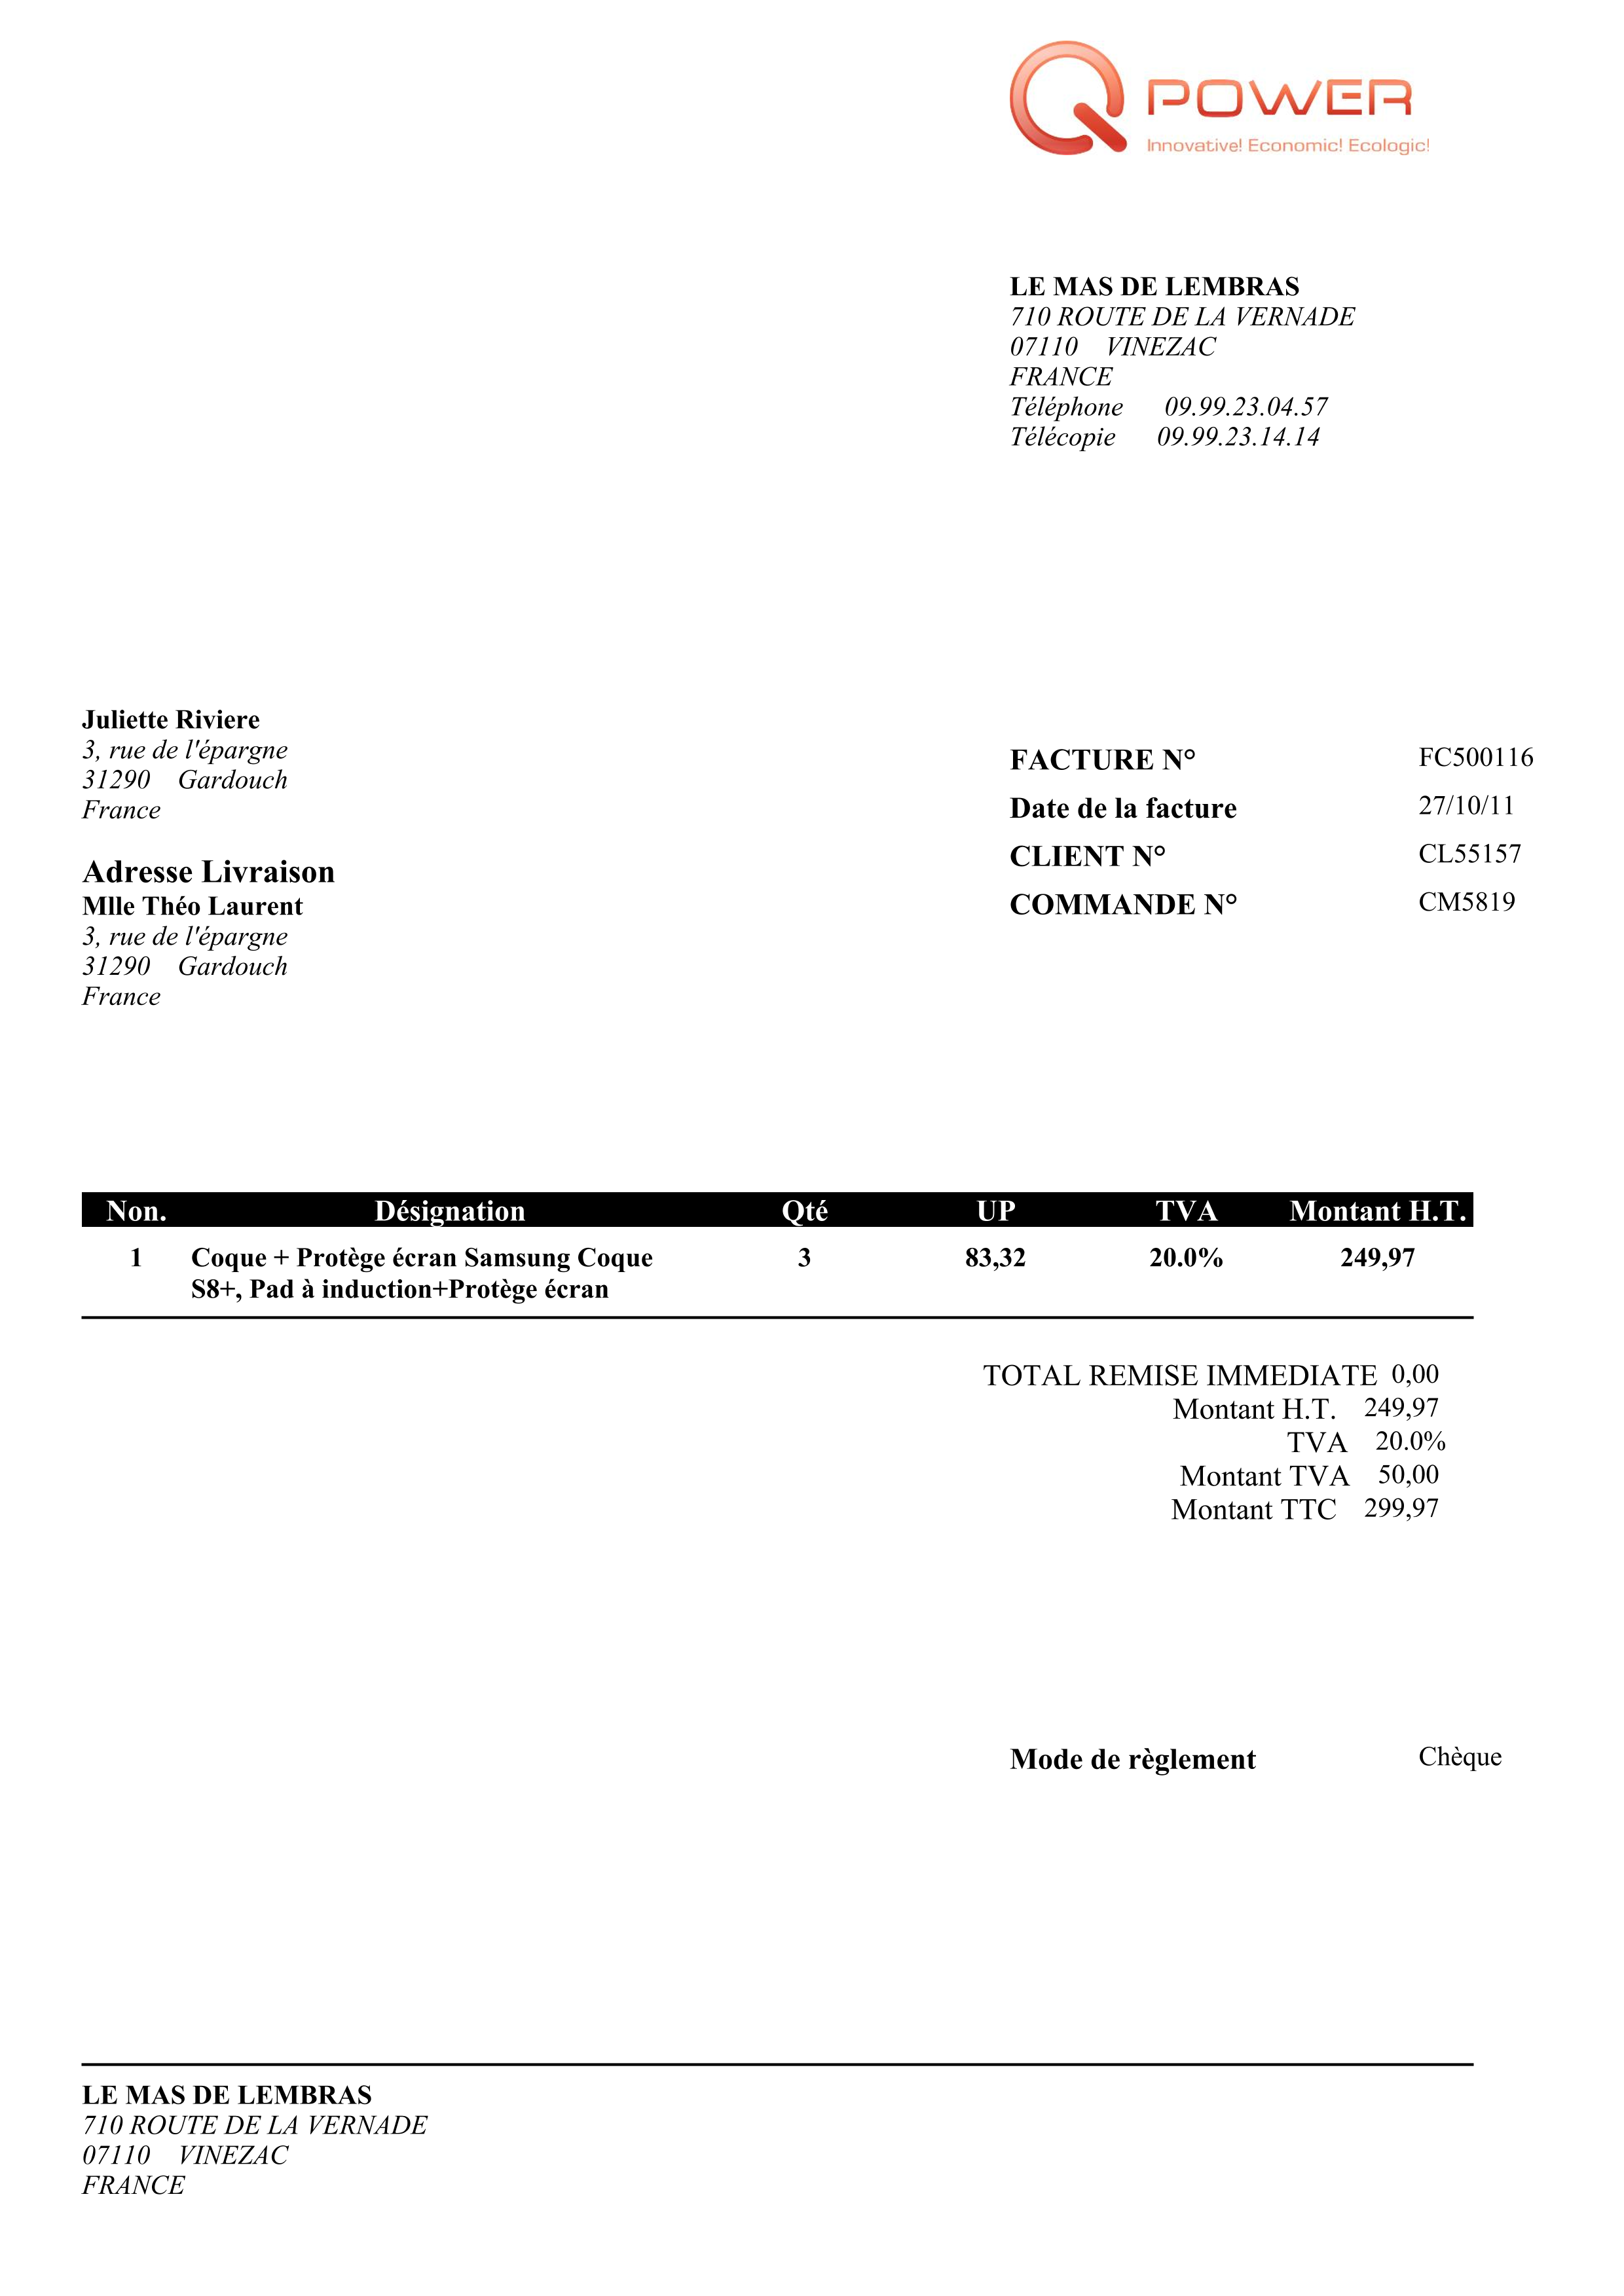 POWER
Innovative! Economic! Ecologic!
LE MAS DE LEMBRAS
710 ROUTE DE LA VERNADE
07110 VINEZAC
FRANCE
Téléphone 09.99.23.04.57
Télécopie 09.99.23.14.14
Juliette Riviere
3, rue de l'épargne
31290 Gardouch
France
Adresse Livraison
Mlle Théo Laurent
3, rue de l'épargne
31290 Gardouch
France
FACTURE N° FC500116
Date de la facture 27/10/11
CLIENT N° CL55157
COMMANDE N° CM5819
Non. Désignation Qté UP TVA Montant H.T.
1 Coque + Protège écran Samsung Coque 3 83,32 20.0% 249,97
S8+, Pad à induction+Protège écran
TOTAL REMISE IMMEDIATE 0,00
Montant H.T. 249,97
TVA 20.0%
Montant TVA 50,00
Montant TTC 299,97
Mode de règlement Chèque
LE MAS DE LEMBRAS
710 ROUTE DE LA VERNADE
07110 VINEZAC
FRANCE